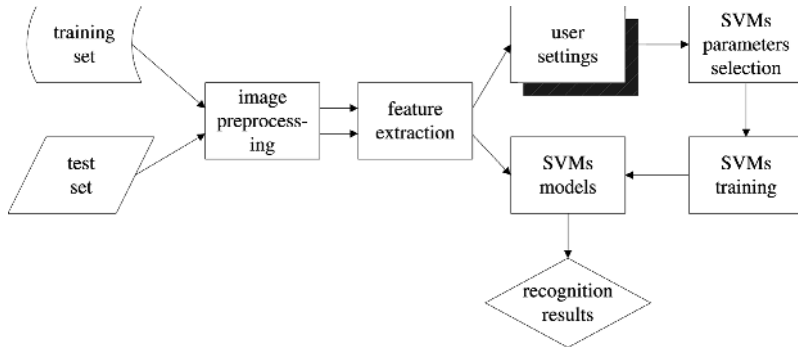 training
set
image
preprocess-
ing
feature
extraction
user
settings
SVMs
parameters
selection
test
set
SVMs
models
SVMs
training
recognition
results